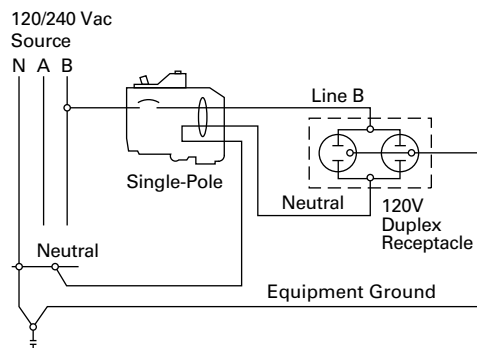 120/240 Vac
Source
N A B
Line B
Single-Pole
Neutral
120V
Duplex
Receptacle
Neutral
Equipment Ground